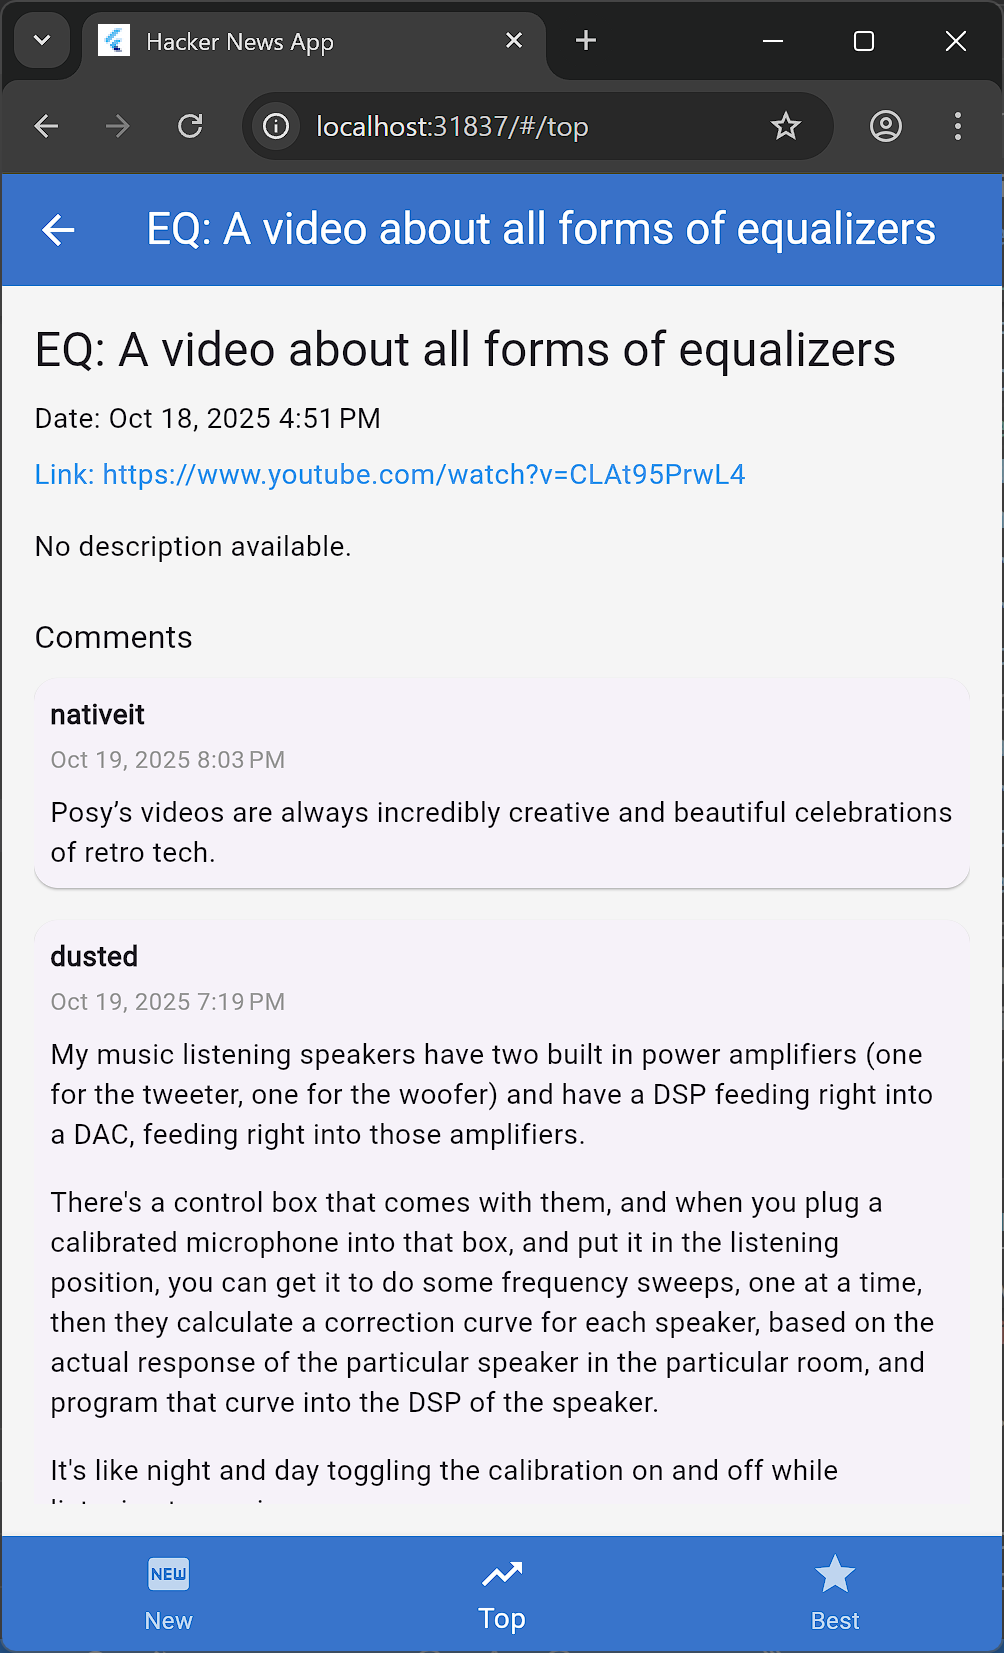 Hacker News App
localhost:31837/#/top
EQ: A video about all forms of equalizers
EQ: A video about all forms of equalizers
Date: Oct 18, 2025 4:51 PM
Link: https://www.youtube.com/watch?v=CLAt95PrwL4
No description available.
Comments
nativeit
Oct 19, 2025 8:03 PM
Posy’s videos are always incredibly creative and beautiful celebrations
of retro tech.
dusted
Oct 19, 2025 7:19 PM
My music listening speakers have two built in power amplifiers (one
for the tweeter, one for the woofer) and have a DSP feeding right into
a DAC, feeding right into those amplifiers.
There's a control box that comes with them, and when you plug a
calibrated microphone into that box, and put it in the listening
position, you can get it to do some frequency sweeps, one at a time,
then they calculate a correction curve for each speaker, based on the
actual response of the particular speaker in the particular room, and
program that curve into the DSP of the speaker.
It's like night and day toggling the calibration on and off while
NEW
New
Top
Best